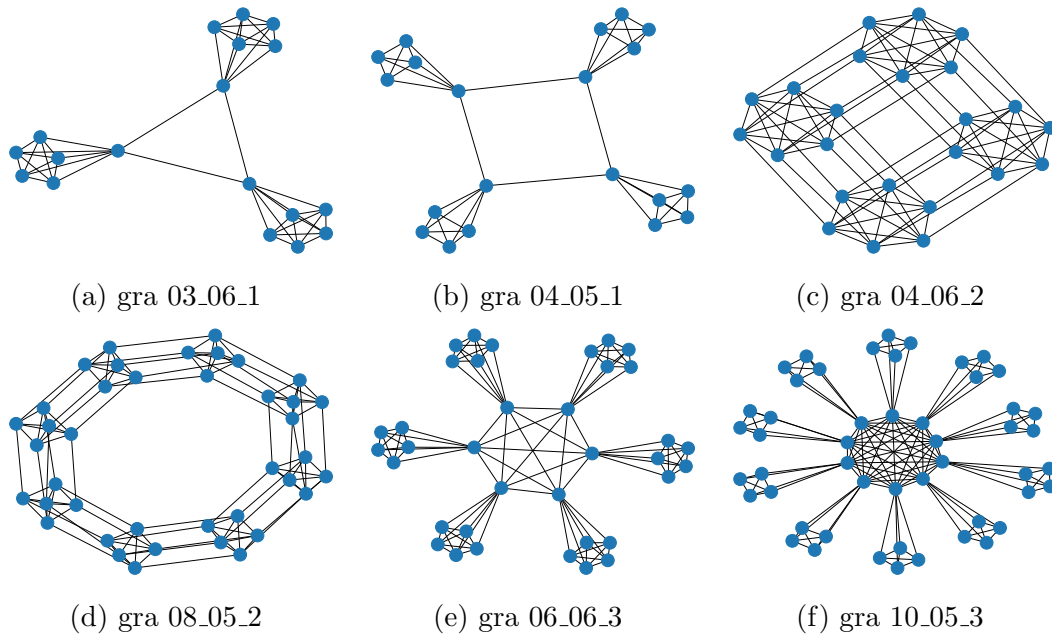 (a) gra 03_06_1
(b) gra 04_05_1
(c) gra 04_06_2
(d) gra 08_05_2
(e) gra 06_06_3
(f) gra 10_05_3